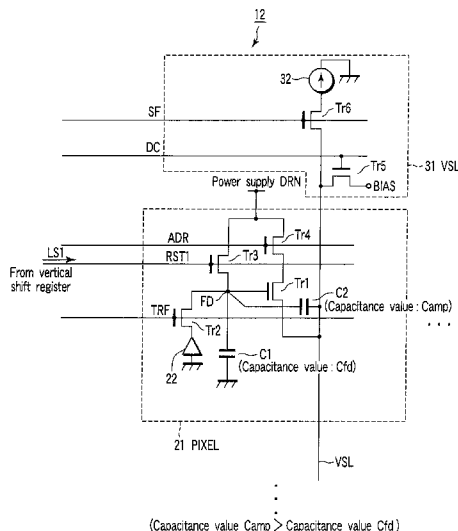 12
32
SF
Tr6
DC
Tr5
BIAS
31 VSL
Power supply DRN
LS1
ADR
Tr4
RST1
Tr3
From vertical
shift register
Tr1
FD
C2
(Capacitance value : Camp)
TRF
Tr2
22
C1
(Capacitance value : Cfd)
. . .
21 PIXEL
VSL
(Capacitance value Camp > Capacitance value Cfd)